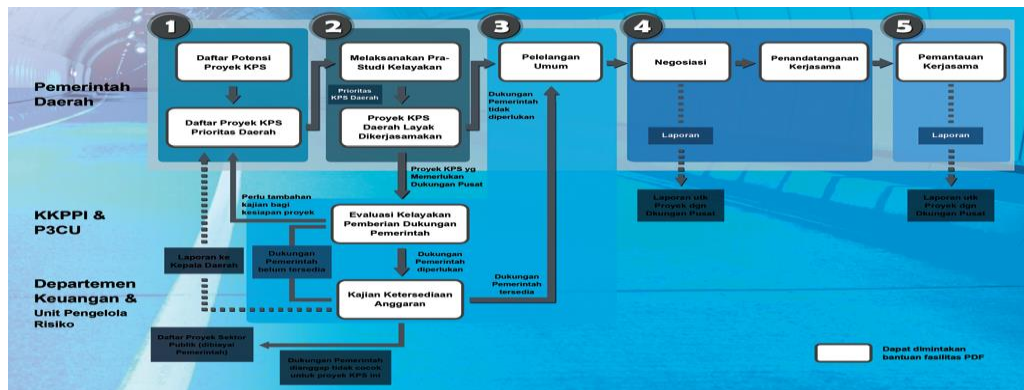 1
2
3
4
5
Pemerintah
Daerah
Daftar Potensi
Proyek KPS
Daftar Proyek KPS
Prioritas Daerah
Melaksanakan Pra-
Studi Kelayakan
Prioritas
KPS Daerah
Proyek KPS
Daerah Layak
Dikerjasamakan
Pelelangan
Umum
Dukungan
Pemerintah
tidak
diperlukan
Negosiasi
Penandatanganan
Kerjasama
Pemantauan
Kerjasama
Laporan
Laporan
Laporan utk
Proyek dgn
Dkungan Pusat
Laporan utk
Proyek dgn
Dkungan Pusat
Proyek KPS yg
Memerlukan
Dukungan Pusat
KKPPI &
P3CU
Perlu tambahan
kajian bagi
kesiapan proyek
Evaluasi Kelayakan
Pemberian Dukungan
Pemerintah
Laporan ke
Kepala Daerah
Dukungan
Pemerintah
belum tersedia
Dukungan
Pemerintah
diperlukan
Departemen
Keuangan &
Unit Pengelola
Risiko
Kajian Ketersediaan
Anggaran
Dukungan
Pemerintah
tersedia
Daftar Proyek Sektor
Publik (dibiayai
Pemerintah)
Dukungan Pemerintah
dianggap tidak cocok
untuk proyek KPS ini
Dapat dimintakan
bantuan fasilitas PDF